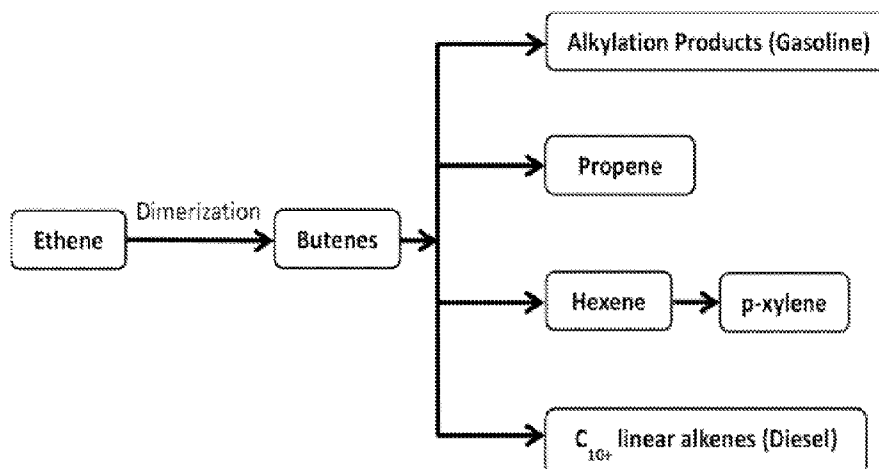 Alkylation Products (Gasoline)
Propene
Dimerization
Ethene
Butenes
Hexene
p-xylene
C10+ linear alkenes (Diesel)